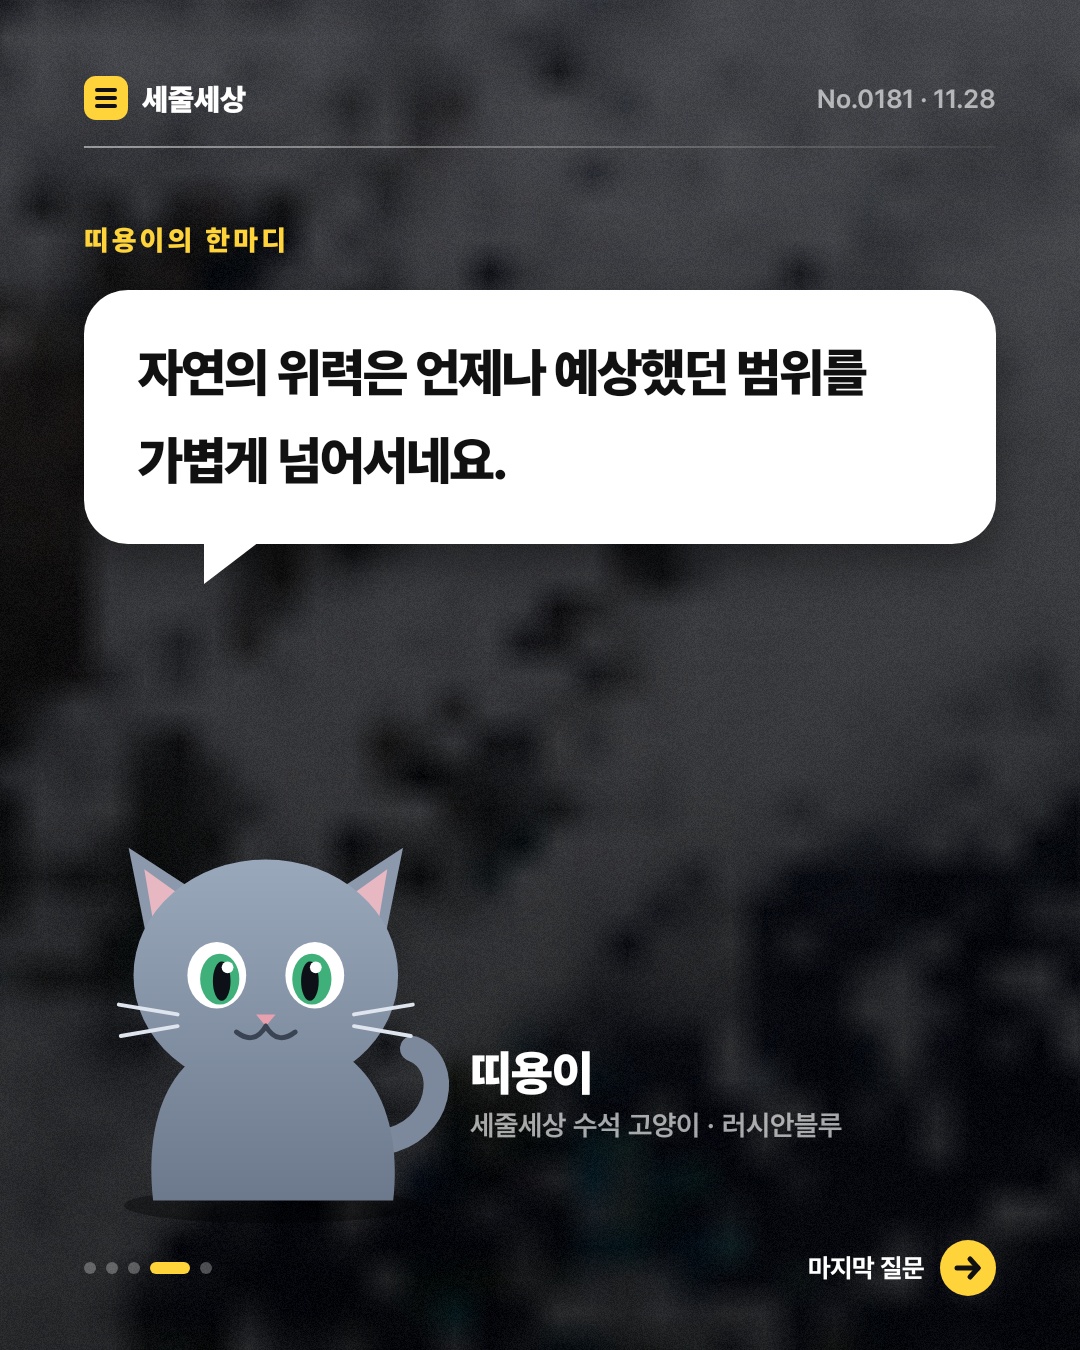 세줄세상
No.0181 · 11.28
띠용이의 한마디
자연의 위력은 언제나 예상했던 범위를
가볍게 넘어서네요.
띠용이
세줄세상 수석 고양이 · 러시안블루
마지막 질문